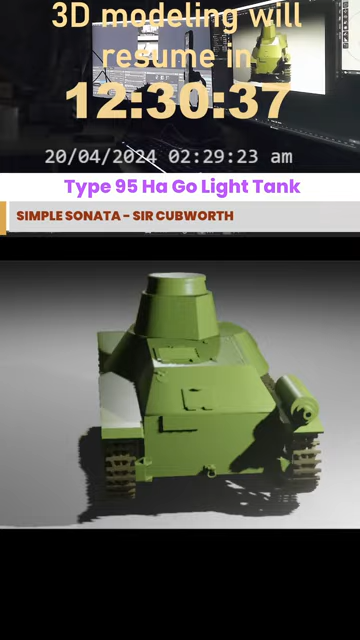 3D modeling will
resume in
12:30:37
20/04/2024 02:29:23 am
Type 95 Ha Go Light Tank
SIMPLE SONATA - SIR CUBWORTH